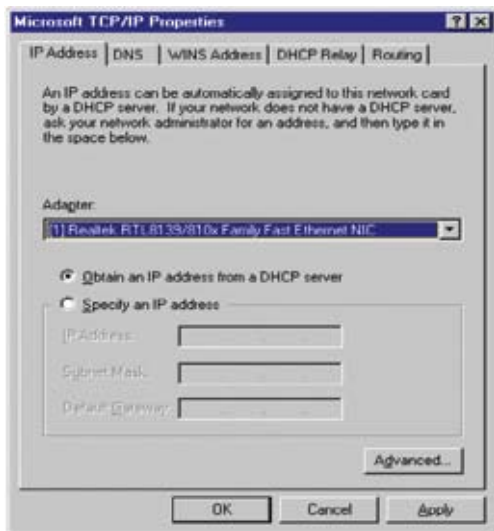 Microsoft TCP/IP Properties
IP Address DNS WINS Address DHCP Relay Routing
An IP address can be automatically assigned to this network card
by a DHCP server. If your network does not have a DHCP server,
ask your network administrator for an address, and then type it in
the space below.
Adapter:
[1] Realtek RTL8139/810x Family Fast Ethernet NIC
Obtain an IP address from a DHCP server
Specify an IP address
IP Address:
Subnet Mask:
Default Gateway:
Advanced...
OK Cancel Apply